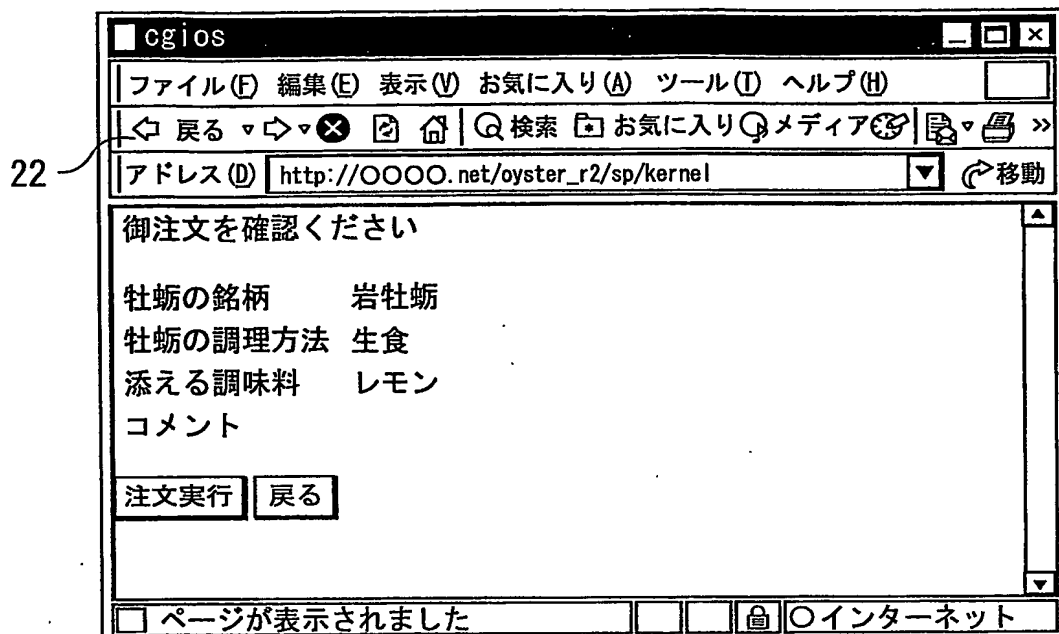 cgios
ファイル(F) 編集(E) 表示(V) お気に入り(A) ツール(T) ヘルプ(H)
戻る 検索 お気に入り メディア »
22
アドレス(D) http://〇〇〇〇.net/oyster_r2/sp/kernel 移動
御注文を確認ください
牡蛎の銘柄 岩牡蛎
牡蛎の調理方法 生食
添える調味料 レモン
コメント
注文実行 戻る
ページが表示されました インターネット